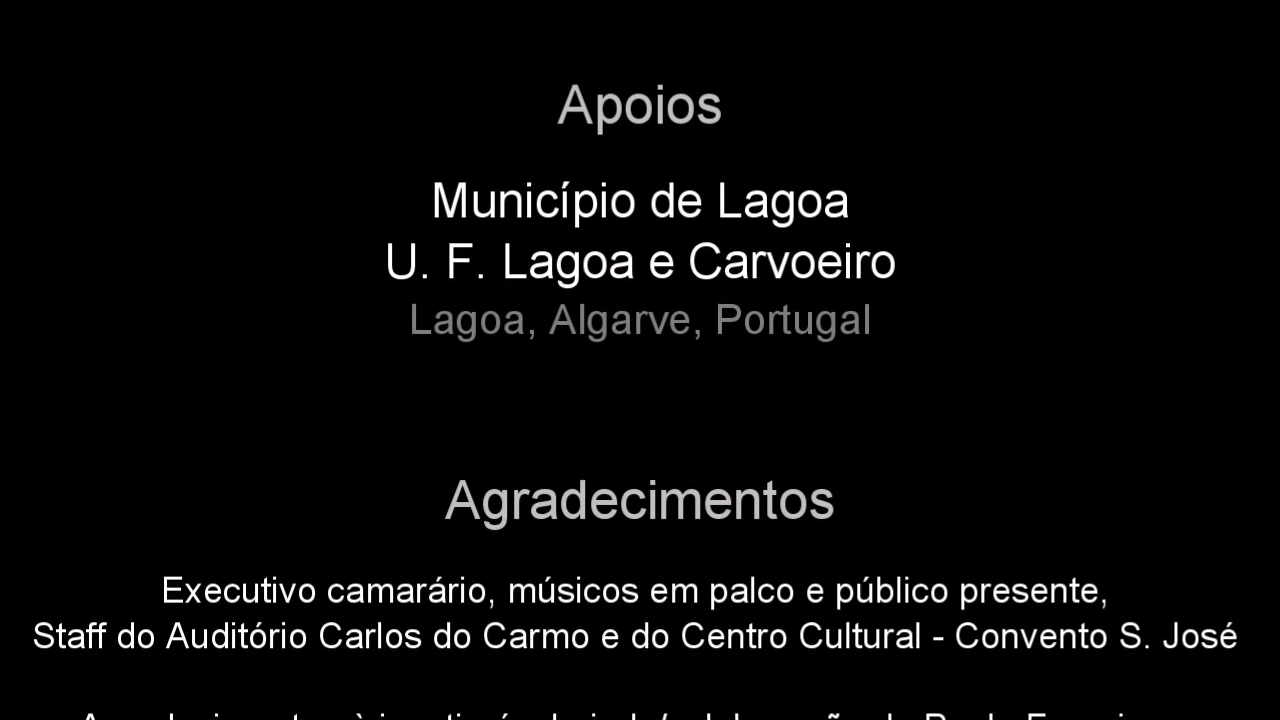 Apoios
Município de Lagoa
U. F. Lagoa e Carvoeiro
Lagoa, Algarve, Portugal
Agradecimentos
Executivo camarário, músicos em palco e público presente,
Staff do Auditório Carlos do Carmo e do Centro Cultural - Convento S. José